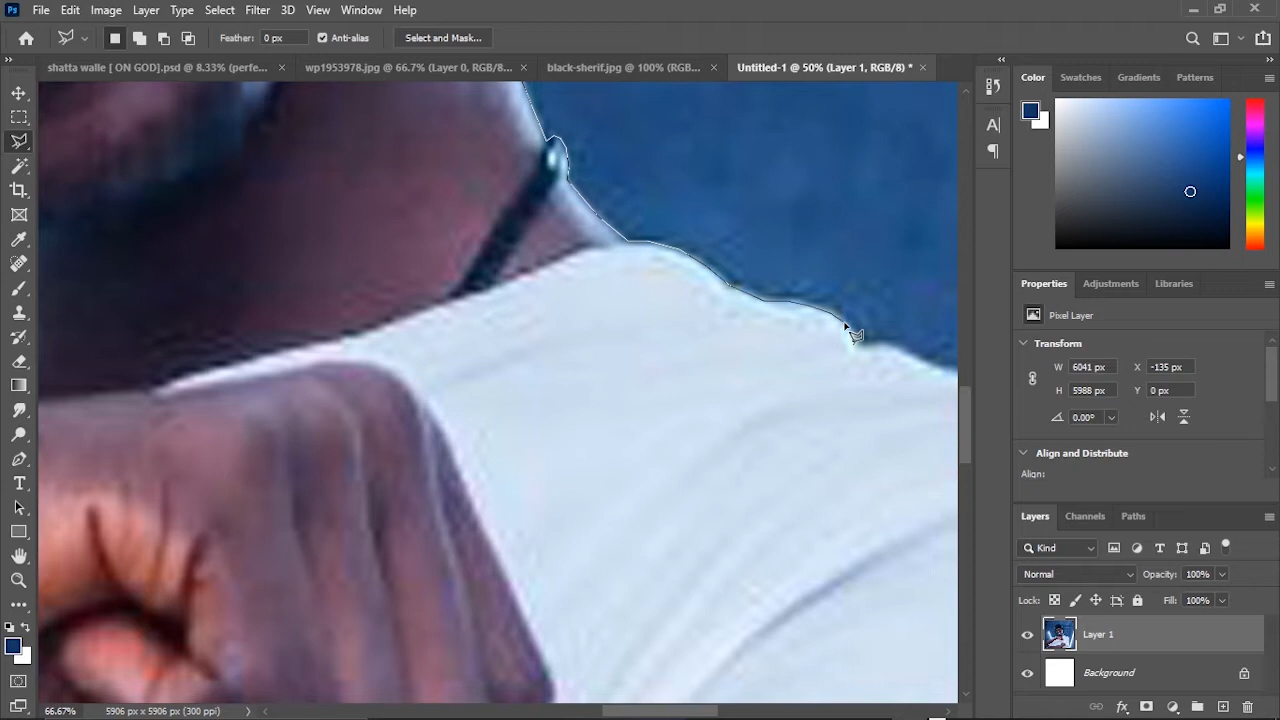 Ps File Edit Image Layer Type Select Filter 3D View Window Help
Feather: 0 px Anti-alias Select and Mask...
shatta walle [ ON GOD].psd @ 8.33% (perfe... × wp1953978.jpg @ 66.7% (Layer 0, RGB/8... × black-sherif.jpg @ 100% (RGB... × Untitled-1 @ 50% (Layer 1, RGB/8) * ×
Color Swatches Gradients Patterns
Properties Adjustments Libraries
Pixel Layer
Transform
W 6041 px X -135 px
H 5988 px Y 0 px
0.00°
Align and Distribute
Align:
Layers Channels Paths
Kind
Normal Opacity: 100%
Lock: Fill: 100%
Layer 1
Background
66.67% 5906 px x 5906 px (300 ppi)